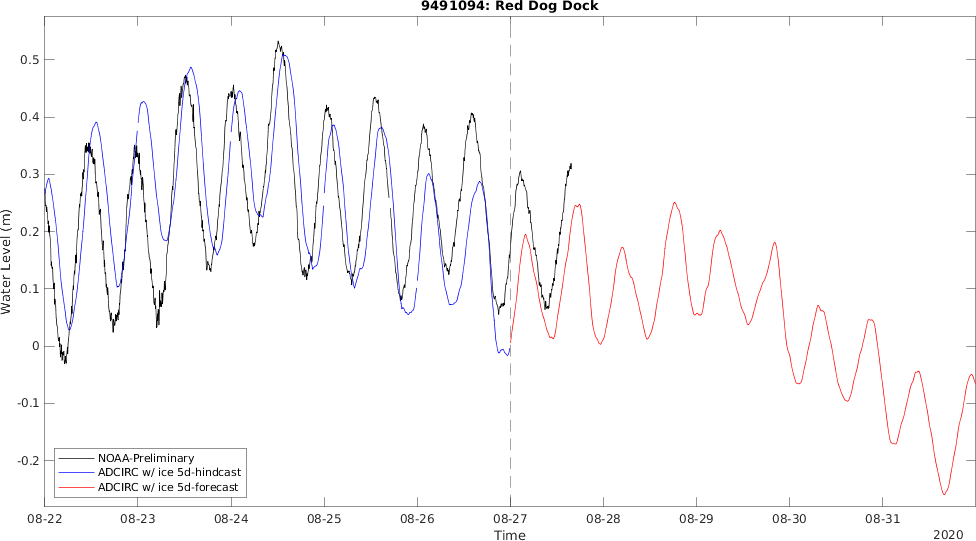 9491094: Red Dog Dock
0.5
0.4
0.3
0.2
0.1
0
-0.1
-0.2
Water Level (m)
NOAA-Preliminary
ADCIRC w/ ice 5d-hindcast
ADCIRC w/ ice 5d-forecast
08-22 08-23 08-24 08-25 08-26 08-27 08-28 08-29 08-30 08-31
Time
2020